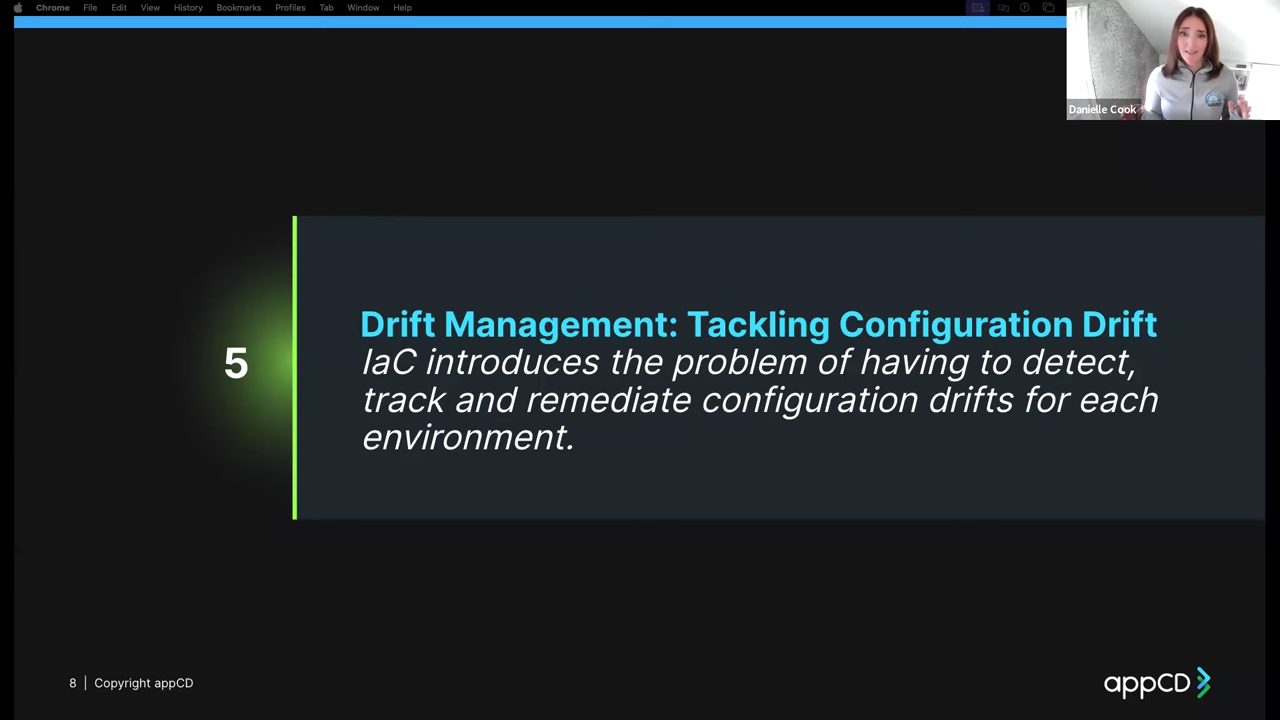 Chrome File Edit View History Bookmarks Profiles Tab Window Help
Danielle Cook
5
Drift Management: Tackling Configuration Drift
IaC introduces the problem of having to detect,
track and remediate configuration drifts for each
environment.
8 | Copyright appCD
appCD